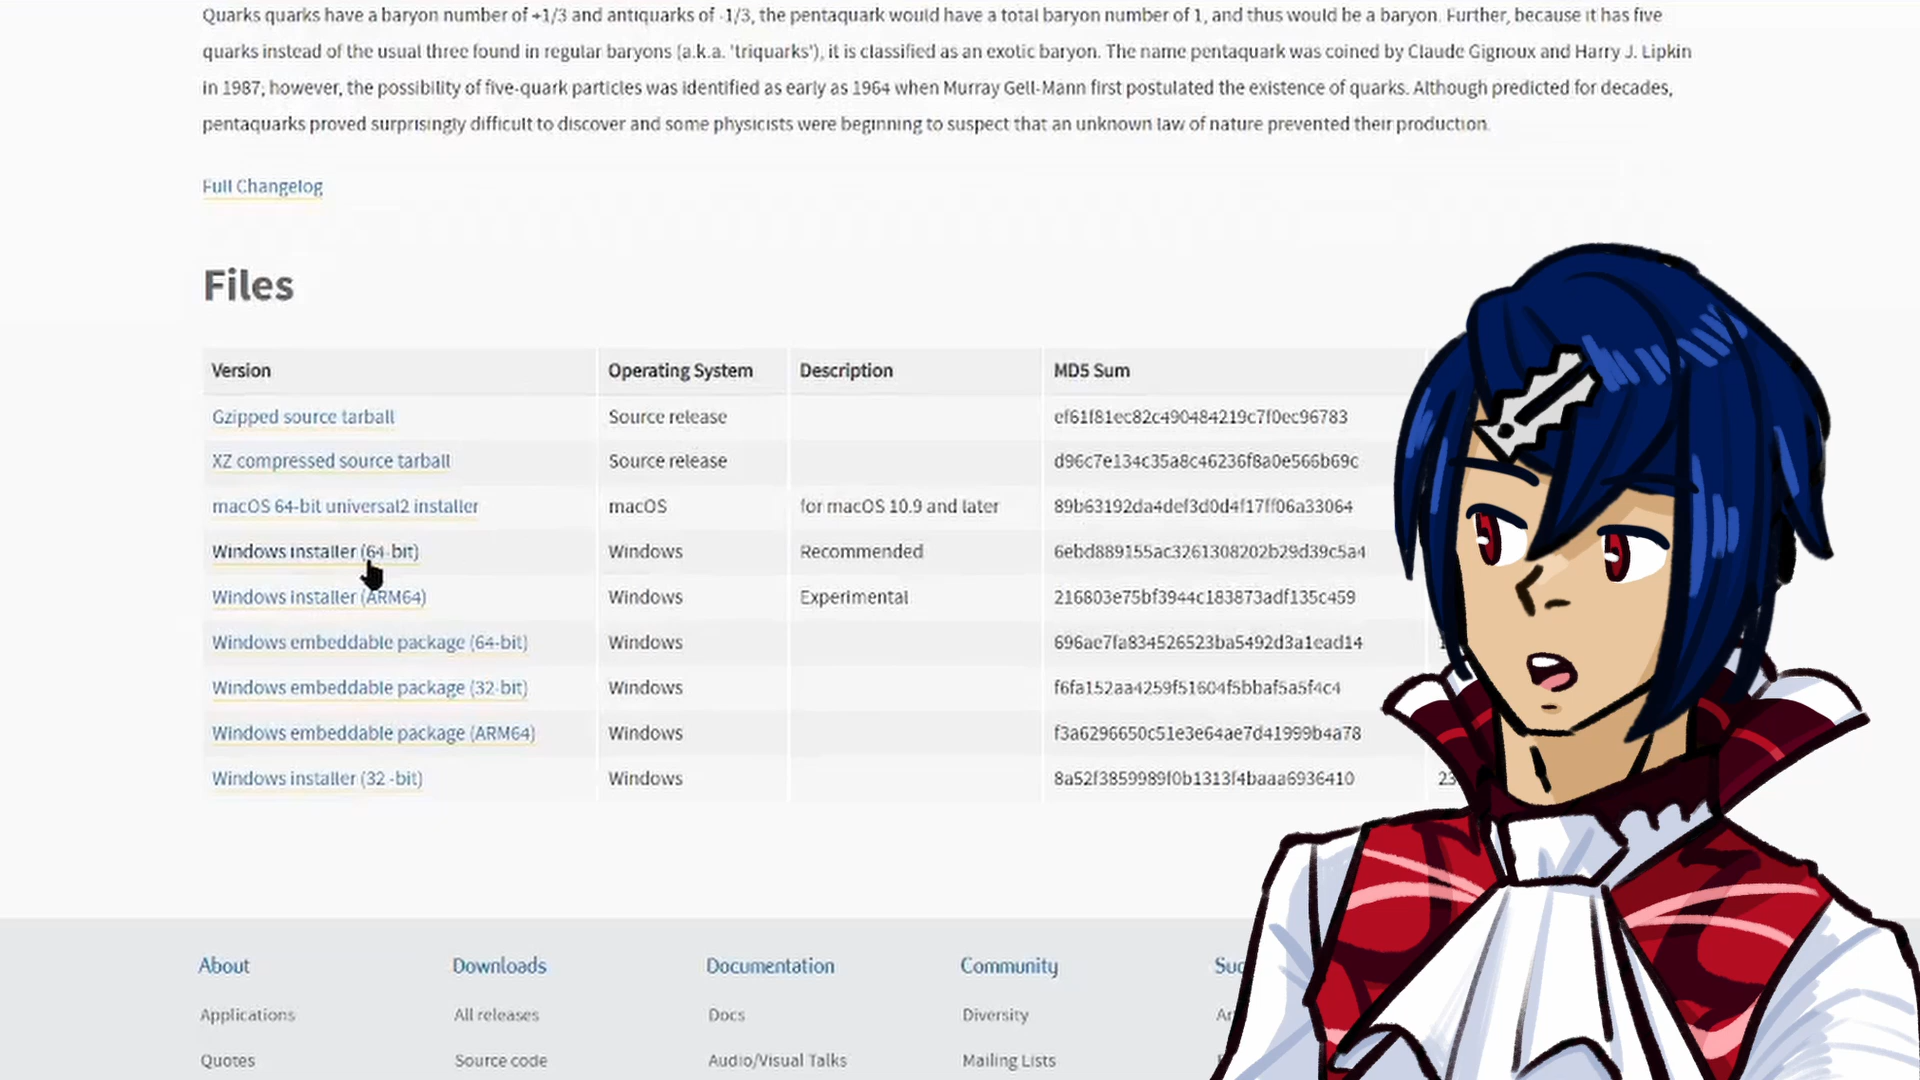 Quarks quarks have a baryon number of +1/3 and antiquarks of -1/3, the pentaquark would have a total baryon number of 1, and thus would be a baryon. Further, because it has five
quarks instead of the usual three found in regular baryons (a.k.a. 'triquarks'), it is classified as an exotic baryon. The name pentaquark was coined by Claude Gignoux and Harry J. Lipkin
in 1987; however, the possibility of five-quark particles was identified as early as 1964 when Murray Gell-Mann first postulated the existence of quarks. Although predicted for decades,
pentaquarks proved surprisingly difficult to discover and some physicists were beginning to suspect that an unknown law of nature prevented their production.
Full Changelog
Files
Version Operating System Description MD5 Sum
Gzipped source tarball Source release ef61f81ec82c490484219c7f0ec96783
XZ compressed source tarball Source release d96c7e134c35a8c46236f8a0e566b69c
macOS 64-bit universal2 installer macOS for macOS 10.9 and later 89b63192da4def3d0d4f17ff06a33064
Windows installer (64-bit) Windows Recommended 6ebd889155ac3261308202b29d39c5a4
Windows installer (ARM64) Windows Experimental 216803e75bf3944c183873adf135c459
Windows embeddable package (64-bit) Windows 696ae7fa834526523ba5492d3a1ead14
Windows embeddable package (32-bit) Windows f6fa152aa4259f51604f5bbaf5a5f4c4
Windows embeddable package (ARM64) Windows f3a6296650c51e3e64ae7d41999b4a78
Windows installer (32 -bit) Windows 8a52f3859989f0b1313f4baaa6936410 23
About Downloads Documentation Community Suc
Applications All releases Docs Diversity
Quotes Source code Audio/Visual Talks Mailing Lists